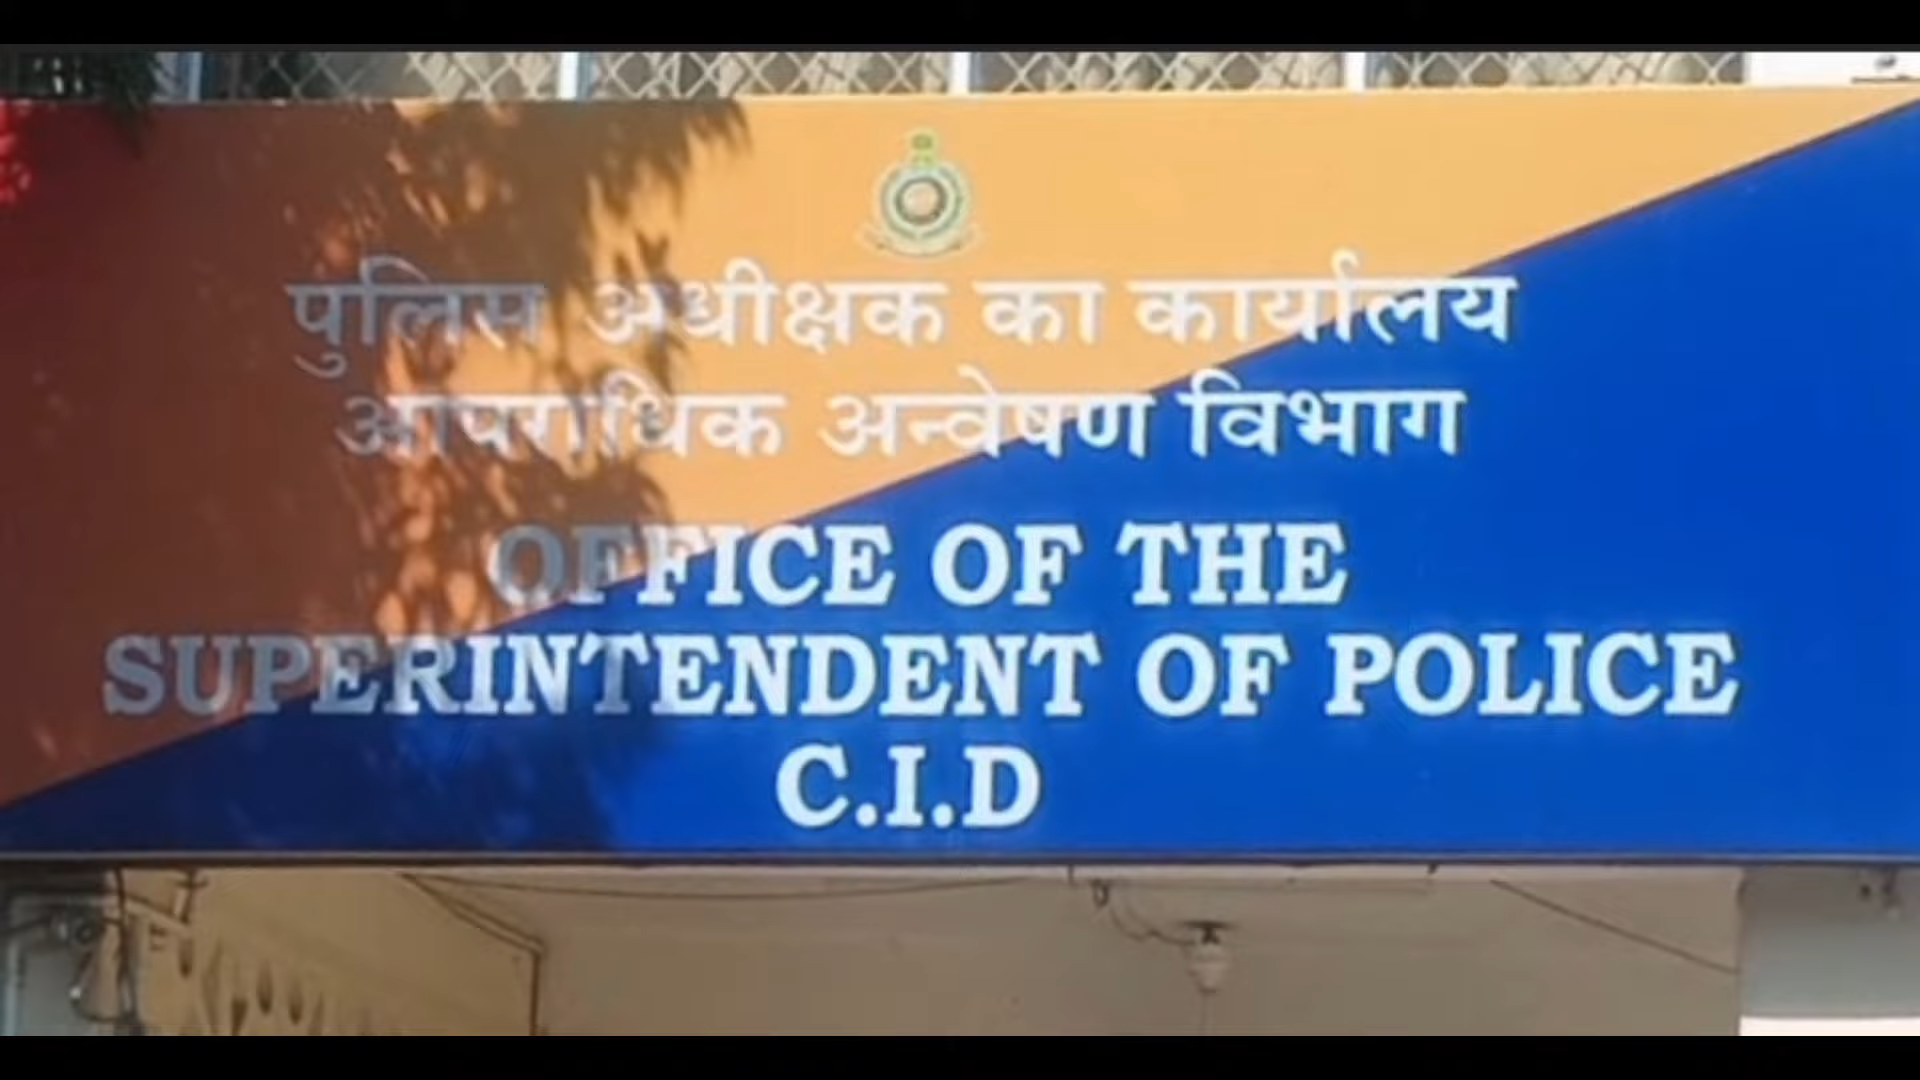 पुलिस अधीक्षक का कार्यालय
आपराधिक अन्वेषण विभाग
OFFICE OF THE
SUPERINTENDENT OF POLICE
C.I.D